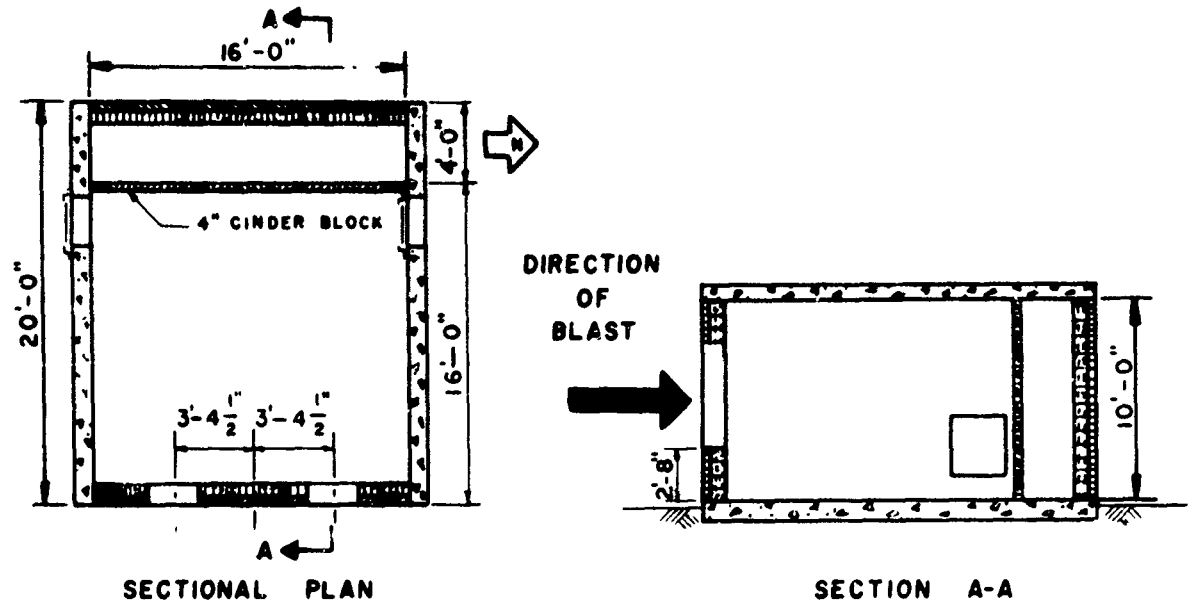 A
16'-0"
4'-0"
N
4" CINDER BLOCK
20'-0"
16'-0"
3'-4 1/2" 3'-4 1/2"
A
SECTIONAL PLAN
DIRECTION
OF
BLAST
2'-8"
10'-0"
SECTION A-A